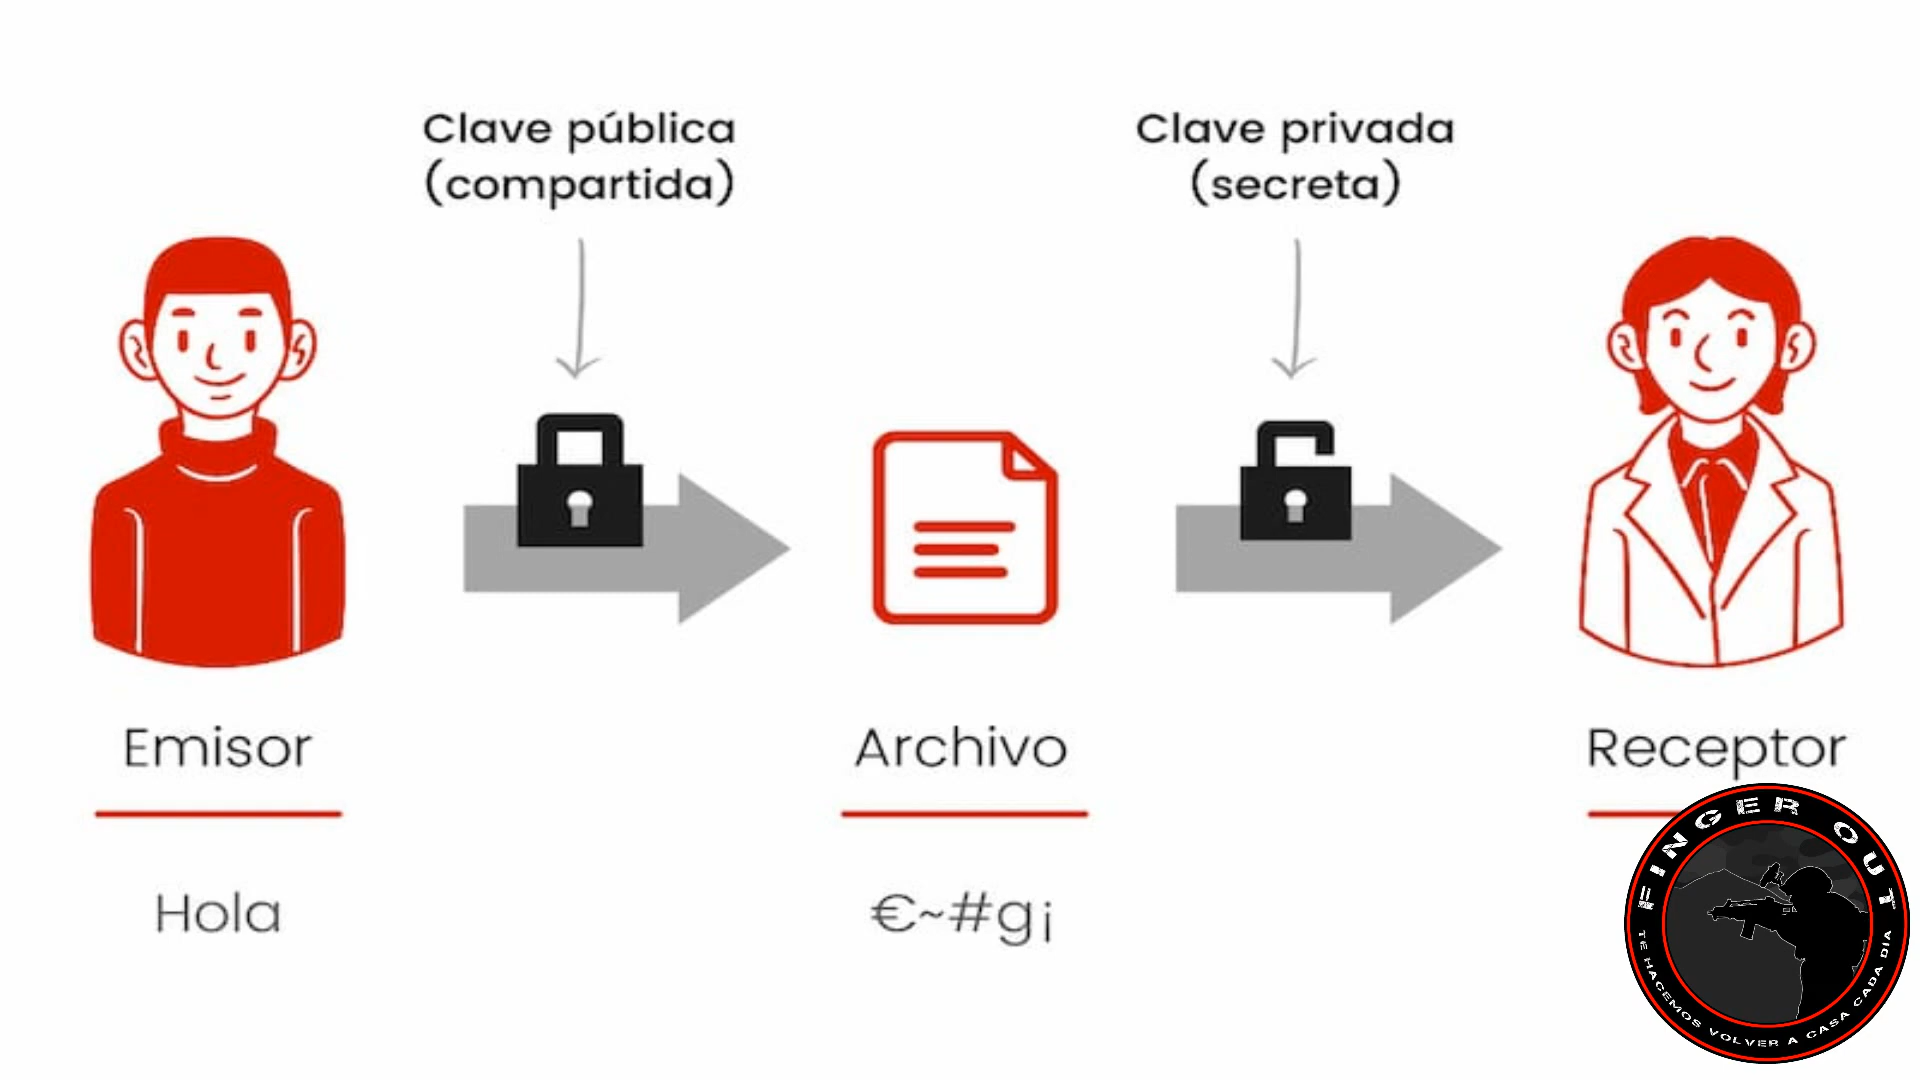 Clave pública
(compartida)
Clave privada
(secreta)
Emisor
Archivo
Receptor
Hola
€~#g¡
FINGER OUT
TE HACEMOS VOLVER A CASA CADA DIA